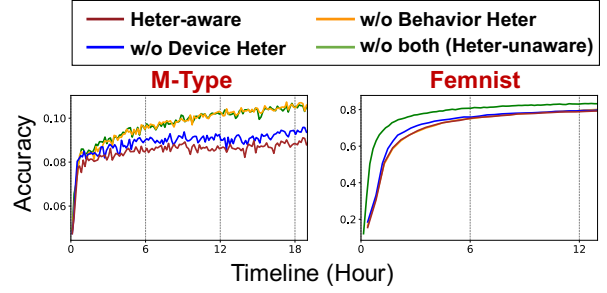 Heter-aware w/o Behavior Heter
w/o Device Heter w/o both (Heter-unaware)
M-Type Femnist
Accuracy
0.10
0.08
0.06
0 6 12 18
0.8
0.6
0.4
0.2
0 6 12
Timeline (Hour)